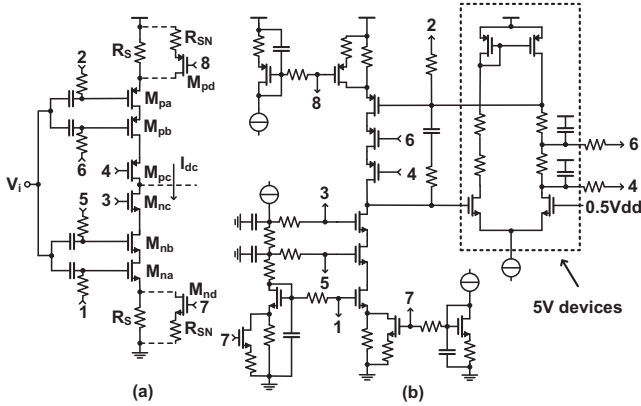 2
R_S
R_SN
8
M_pd
M_pa
M_pb
6
V_i
4
M_pc
I_dc
3
M_nc
5
M_nb
M_na
1
R_S
M_nd
7
R_SN
(a)
8
2
6
4
3
5
1
7
7
(b)
6
4
0.5Vdd
5V devices